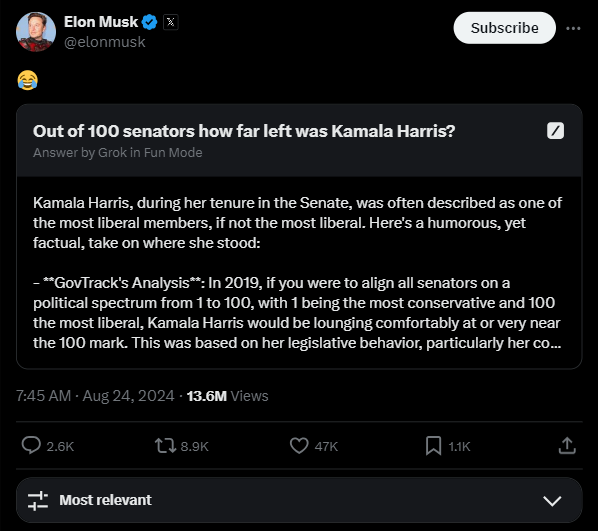 Elon Musk
@elonmusk
Subscribe
😂
Out of 100 senators how far left was Kamala Harris?
Answer by Grok in Fun Mode
Kamala Harris, during her tenure in the Senate, was often described as one of
the most liberal members, if not the most liberal. Here's a humorous, yet
factual, take on where she stood:
- **GovTrack's Analysis**: In 2019, if you were to align all senators on a
political spectrum from 1 to 100, with 1 being the most conservative and 100
the most liberal, Kamala Harris would be lounging comfortably at or very near
the 100 mark. This was based on her legislative behavior, particularly her co...
7:45 AM · Aug 24, 2024 · 13.6M Views
2.6K 8.9K 47K 1.1K
Most relevant